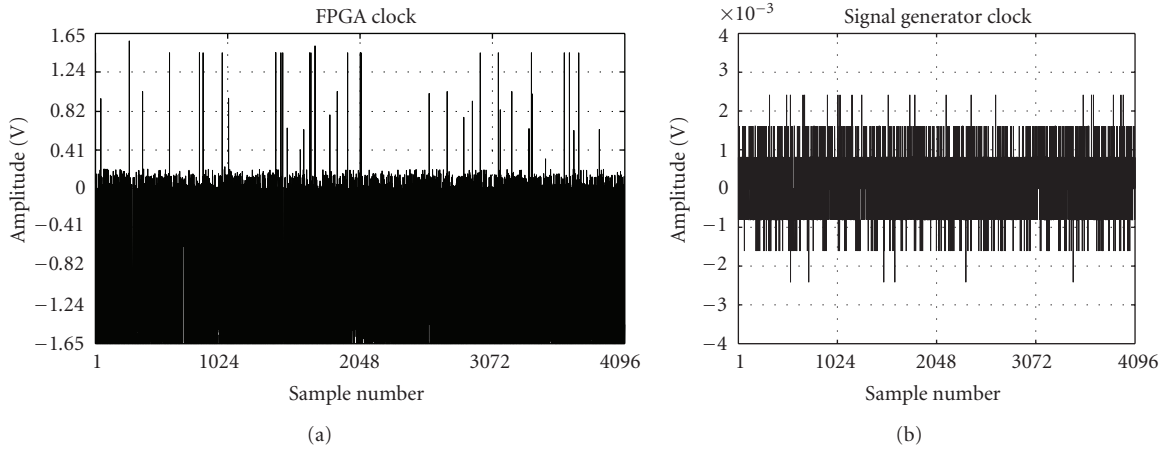 FPGA clock
1.65
1.24
0.82
0.41
0
−0.41
−0.82
−1.24
−1.65
Amplitude (V)
1 1024 2048 3072 4096
Sample number
(a)
×10−3
Signal generator clock
4
3
2
1
0
−1
−2
−3
−4
Amplitude (V)
1 1024 2048 3072 4096
Sample number
(b)